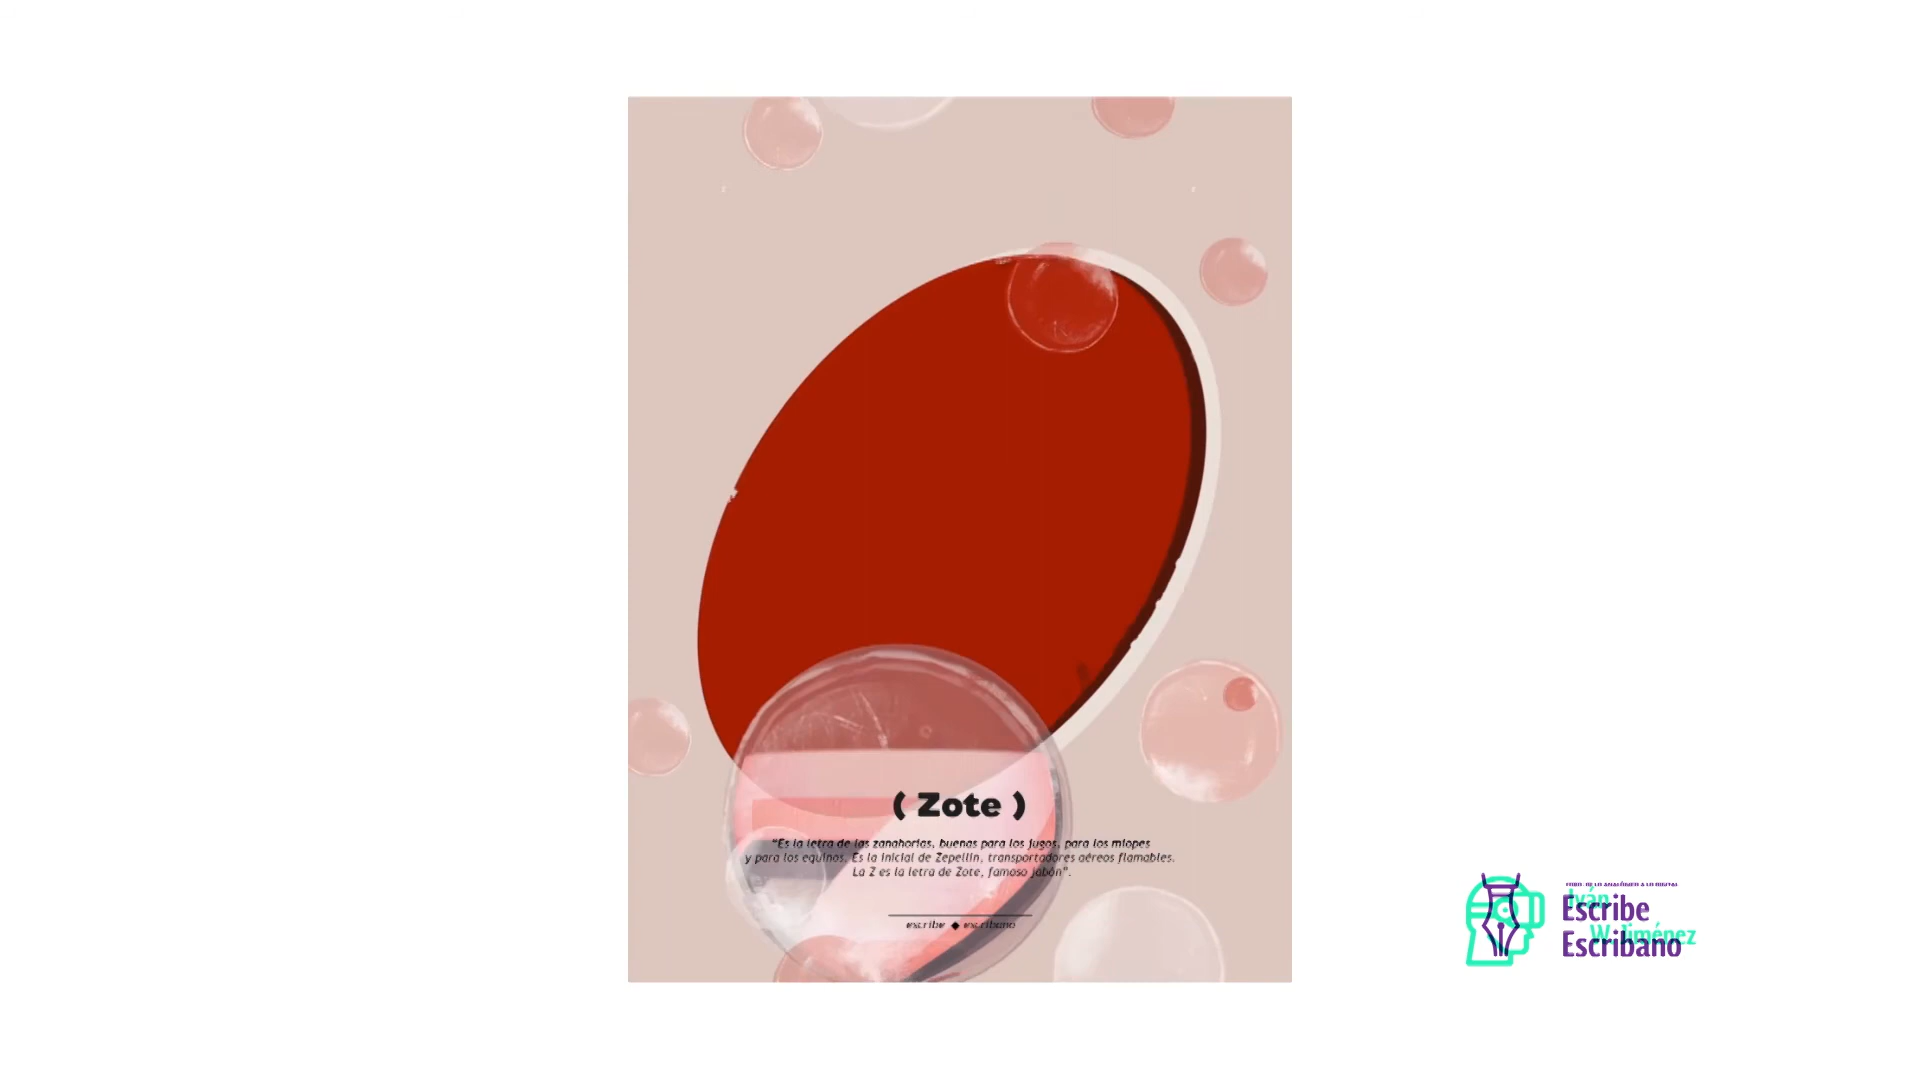 ( Zote )
"Es la letra de las zanahorias, buenas para los jugos, para los miopes
y para los equinos. Es la inicial de Zepellin, transportadores aéreos flamables.
La Z es la letra de Zote, famoso jabón".
escribe ◆ escribano
Iván
Escribe
W. Jiménez
Escribano